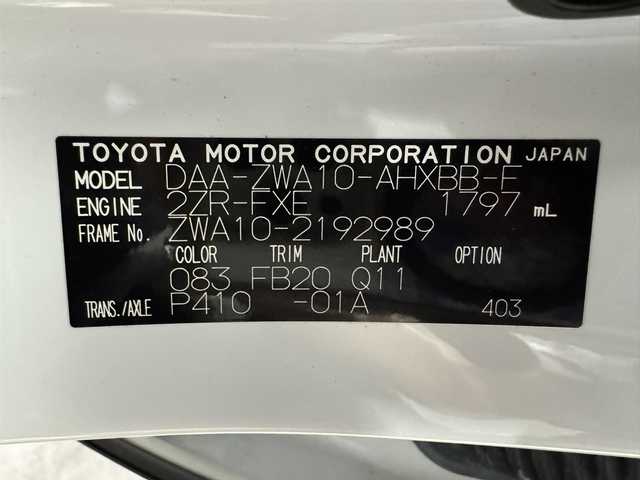 TOYOTA MOTOR CORPORATION JAPAN
MODEL DAA-ZWA10-AHXBB-F
ENGINE 2ZR-FXE 1797 mL
FRAME No. ZWA10-2192989
COLOR TRIM PLANT OPTION
083 FB20 Q11
TRANS./AXLE P410 -01A 403